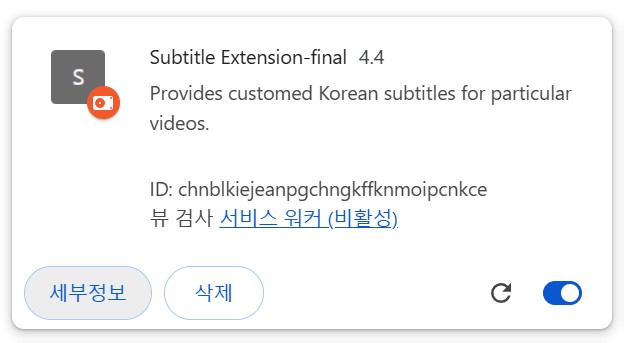 S
Subtitle Extension-final 4.4
Provides customed Korean subtitles for particular
videos.
ID: chnblkiejeanpgchngkffknmoipcnkce
뷰 검사 서비스 워커 (비활성)
세부정보 삭제